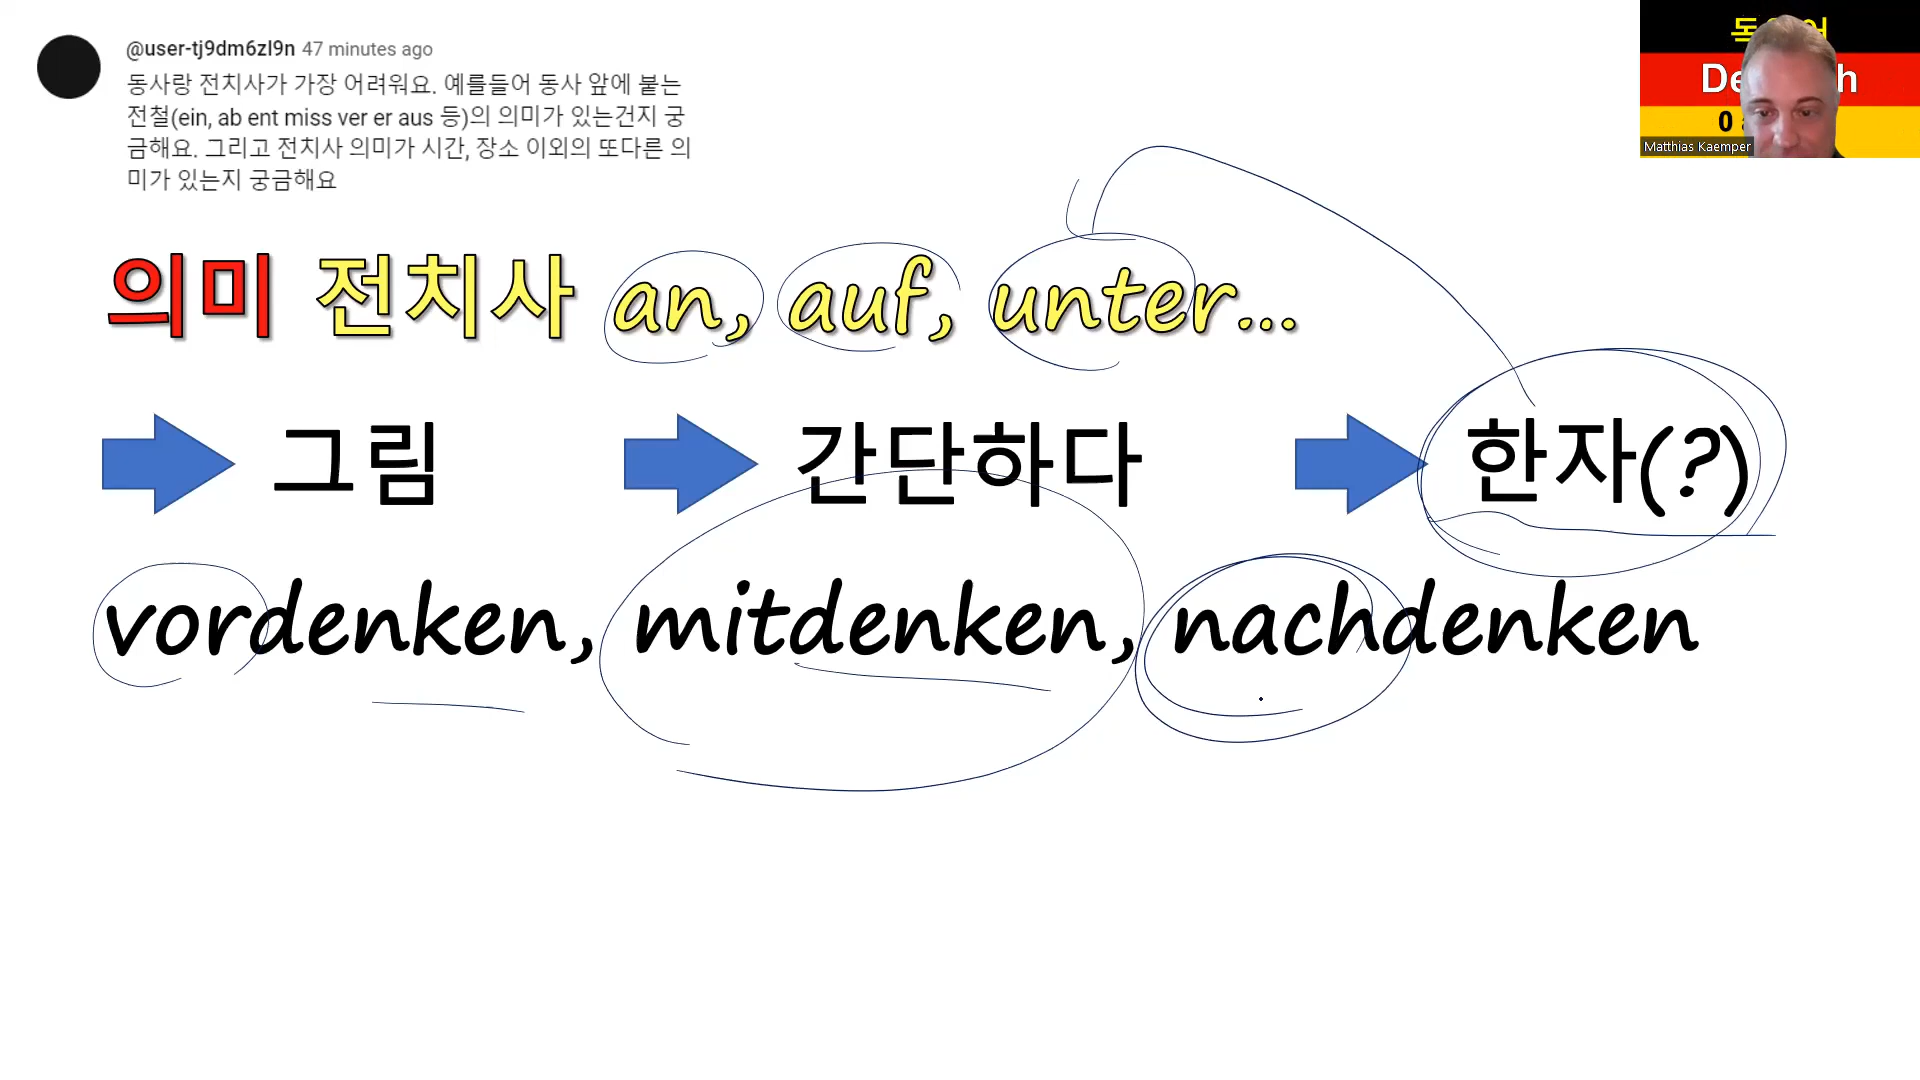 @user-tj9dm6zl9n 47 minutes ago
동사랑 전치사가 가장 어려워요. 예를들어 동사 앞에 붙는
전철(ein, ab ent miss ver er aus 등)의 의미가 있는건지 궁
금해요. 그리고 전치사 의미가 시간, 장소 이외의 또다른 의
미가 있는지 궁금해요
Matthias Kaemper
의미 전치사 an, auf, unter...
그림 간단하다 한자(?)
vordenken, mitdenken, nachdenken